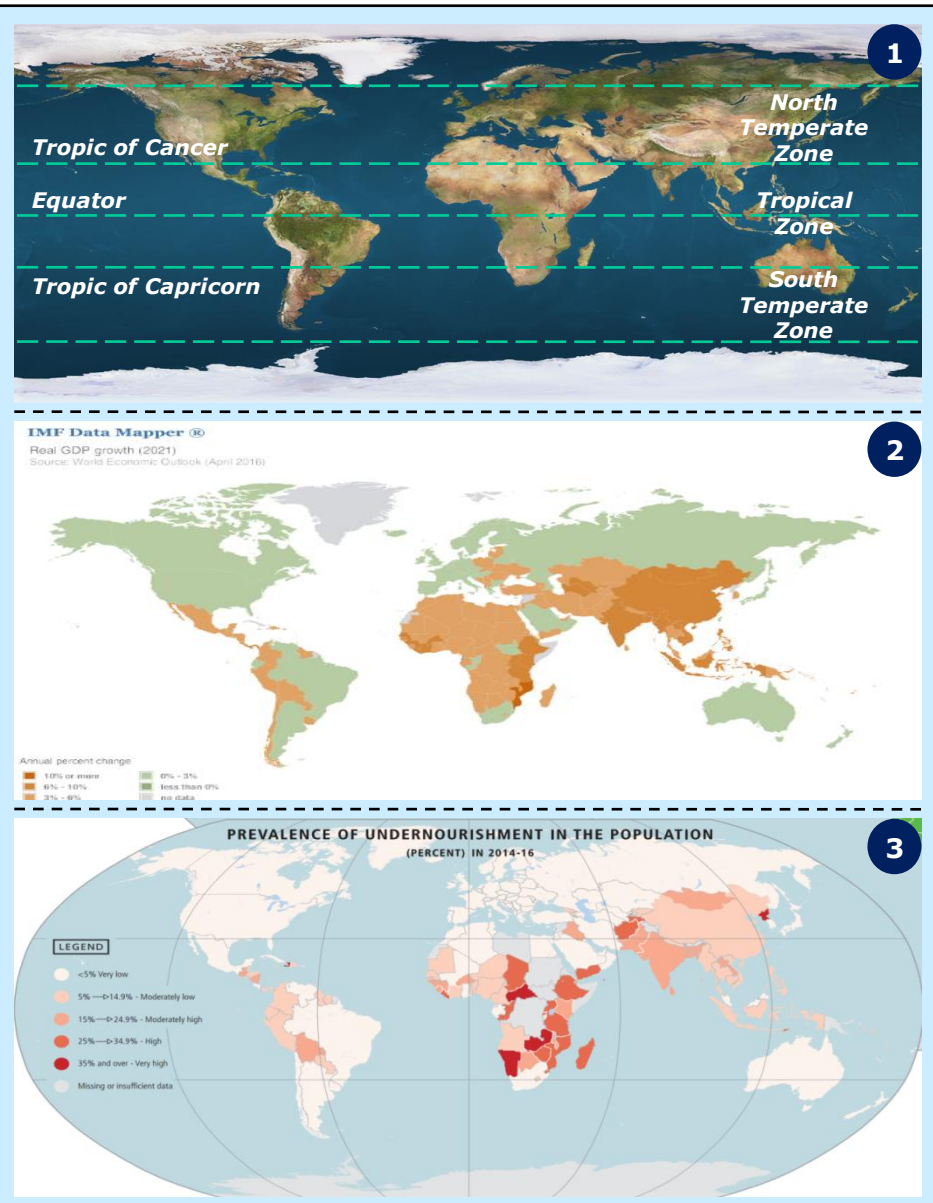 1
North
Temperate
Zone
Tropic of Cancer
Equator
Tropical
Zone
Tropic of Capricorn
South
Temperate
Zone
IMF Data Mapper ®
2
Real GDP growth (2021)
Source: World Economic Outlook (April 2016)
Annual percent change
10% or more
0% - 3%
6% - 10%
less than 0%
3% - 6%
no data
3
PREVALENCE OF UNDERNOURISHMENT IN THE POPULATION
(PERCENT) IN 2014-16
LEGEND
<5% Very low
5% —▷14.9% - Moderately low
15%—▷24.9% - Moderately high
25%—▷34.9% - High
35% and over - Very high
Missing or insufficient data